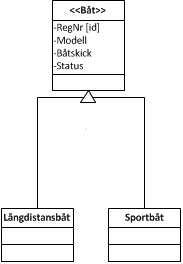 <<Båt>>
-RegNr [id]
-Modell
-Båtskick
-Status
Långdistansbåt
Sportbåt